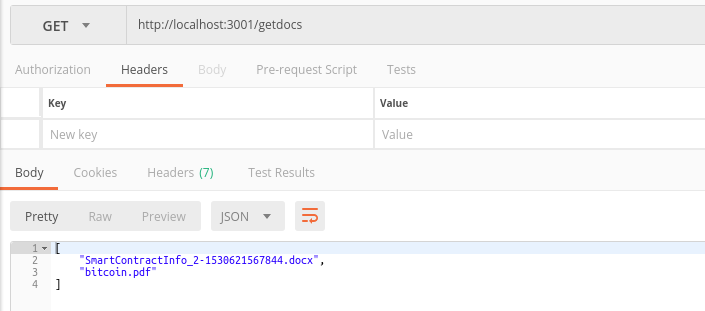 GET http://localhost:3001/getdocs
Authorization Headers Body Pre-request Script Tests
Key Value
New key Value
Body Cookies Headers (7) Test Results
Pretty Raw Preview JSON
1 [
2 "SmartContractInfo_2-1530621567844.docx",
3 "bitcoin.pdf"
4 ]